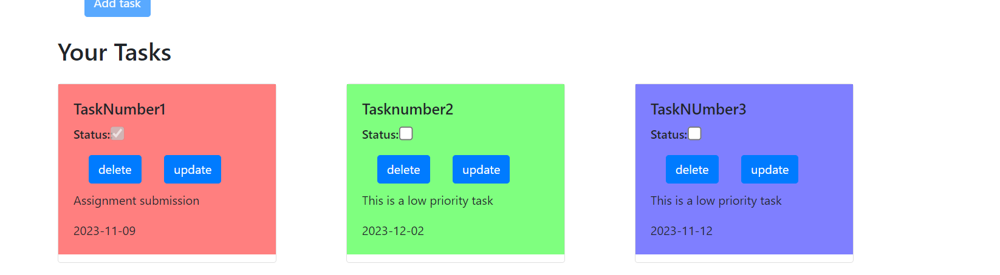 Add task
Your Tasks
TaskNumber1
Status:
delete update
Assignment submission
2023-11-09
Tasknumber2
Status:
delete update
This is a low priority task
2023-12-02
TaskNUmber3
Status:
delete update
This is a low priority task
2023-11-12